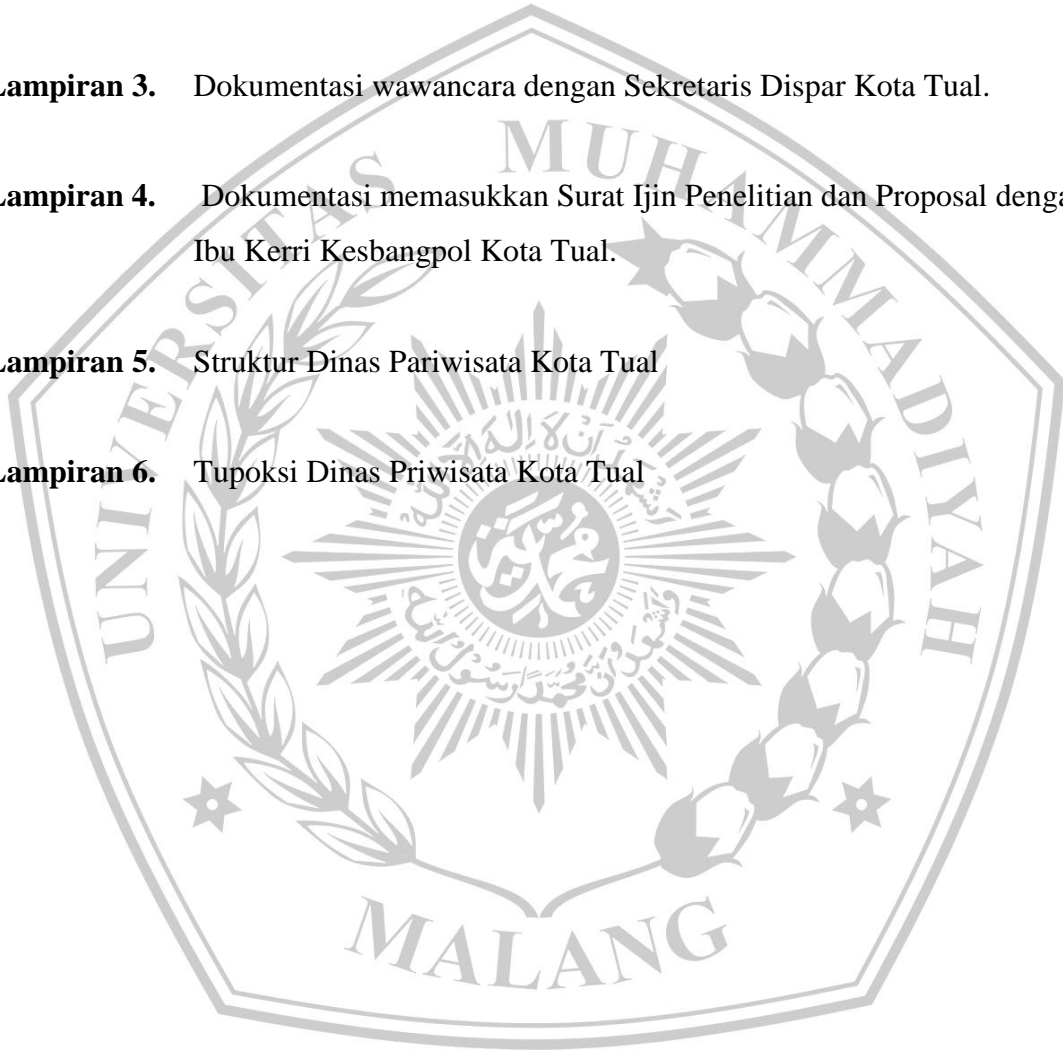 Lampiran 3. Dokumentasi wawancara dengan Sekretaris Dispar Kota Tual.
Lampiran 4. Dokumentasi memasukkan Surat Ijin Penelitian dan Proposal denga
Ibu Kerri Kesbangpol Kota Tual.
Lampiran 5. Struktur Dinas Pariwisata Kota Tual
Lampiran 6. Tupoksi Dinas Priwisata Kota Tual
UNIVERSITAS MUHAMMADIYAH
MALANG